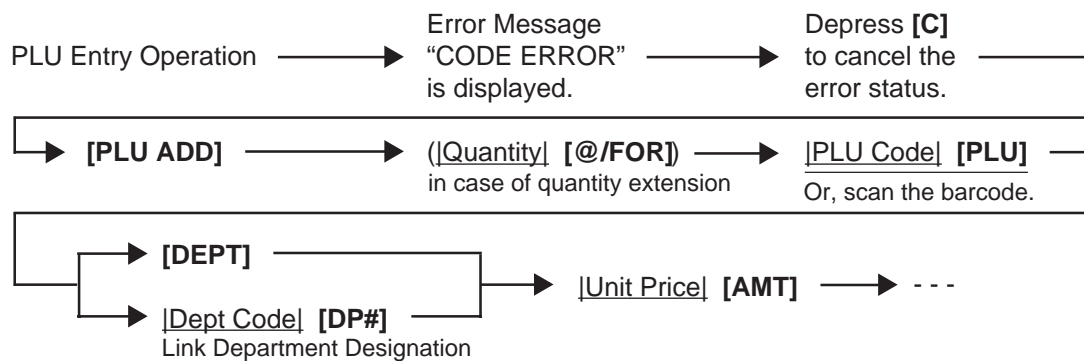 PLU Entry Operation
Error Message
“CODE ERROR”
is displayed.
Depress [C]
to cancel the
error status.
[PLU ADD]
(|Quantity| [@/FOR])
in case of quantity extension
|PLU Code| [PLU]
Or, scan the barcode.
[DEPT]
|Dept Code| [DP#]
Link Department Designation
|Unit Price| [AMT]
- - -